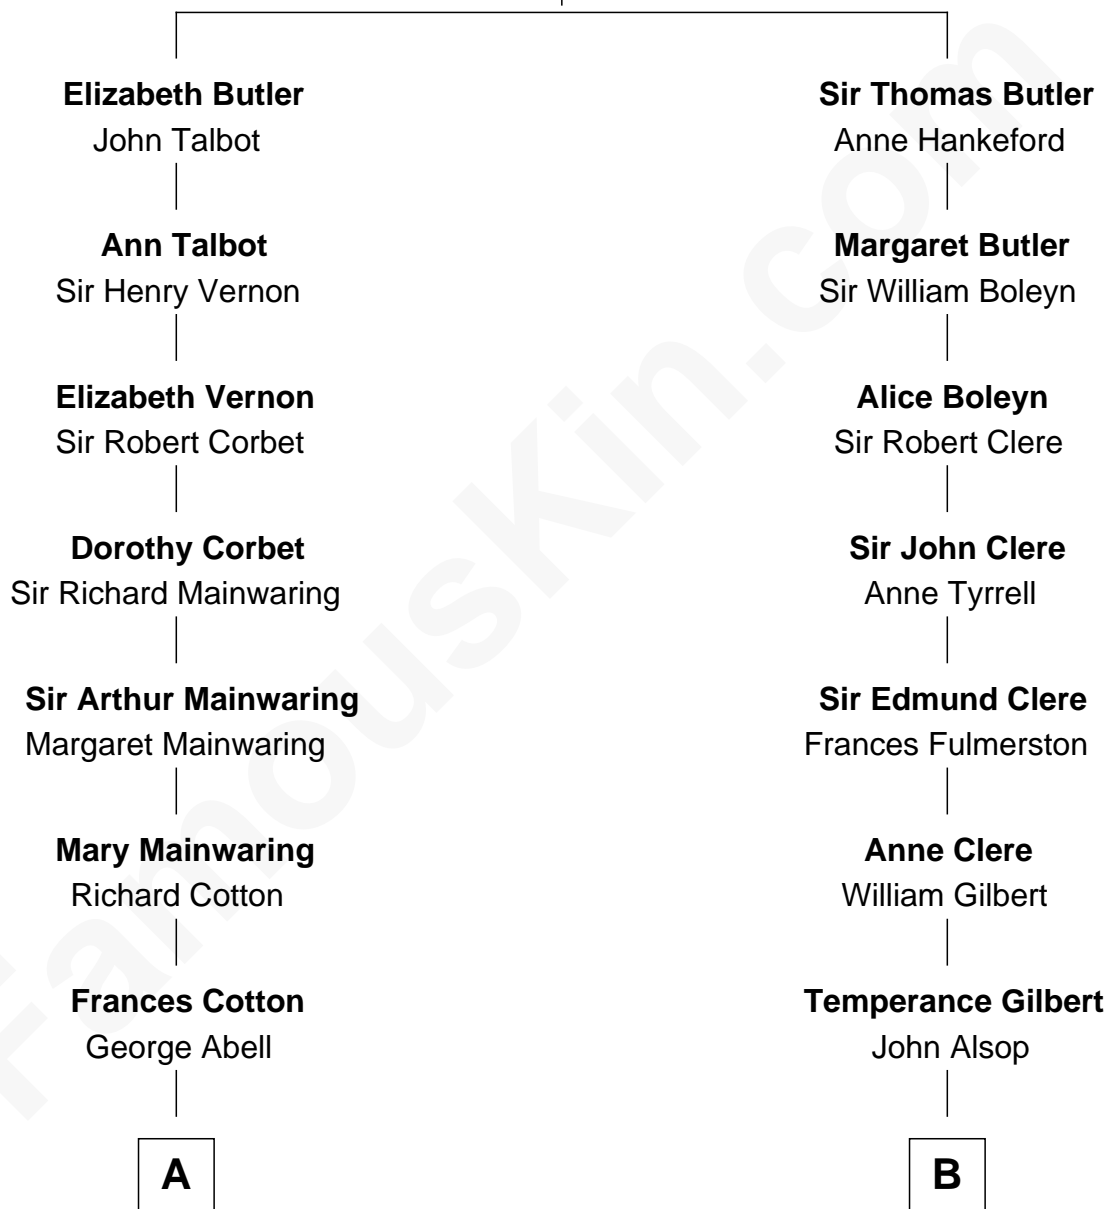 Elizabeth Butler
John Talbot
Ann Talbot
Sir Henry Vernon
Elizabeth Vernon
Sir Robert Corbet
Dorothy Corbet
Sir Richard Mainwaring
Sir Arthur Mainwaring
Margaret Mainwaring
Mary Mainwaring
Richard Cotton
Frances Cotton
George Abell
A
Sir Thomas Butler
Anne Hankeford
Margaret Butler
Sir William Boleyn
Alice Boleyn
Sir Robert Clere
Sir John Clere
Anne Tyrrell
Sir Edmund Clere
Frances Fulmerston
Anne Clere
William Gilbert
Temperance Gilbert
John Alsop
B
FamousKin.com